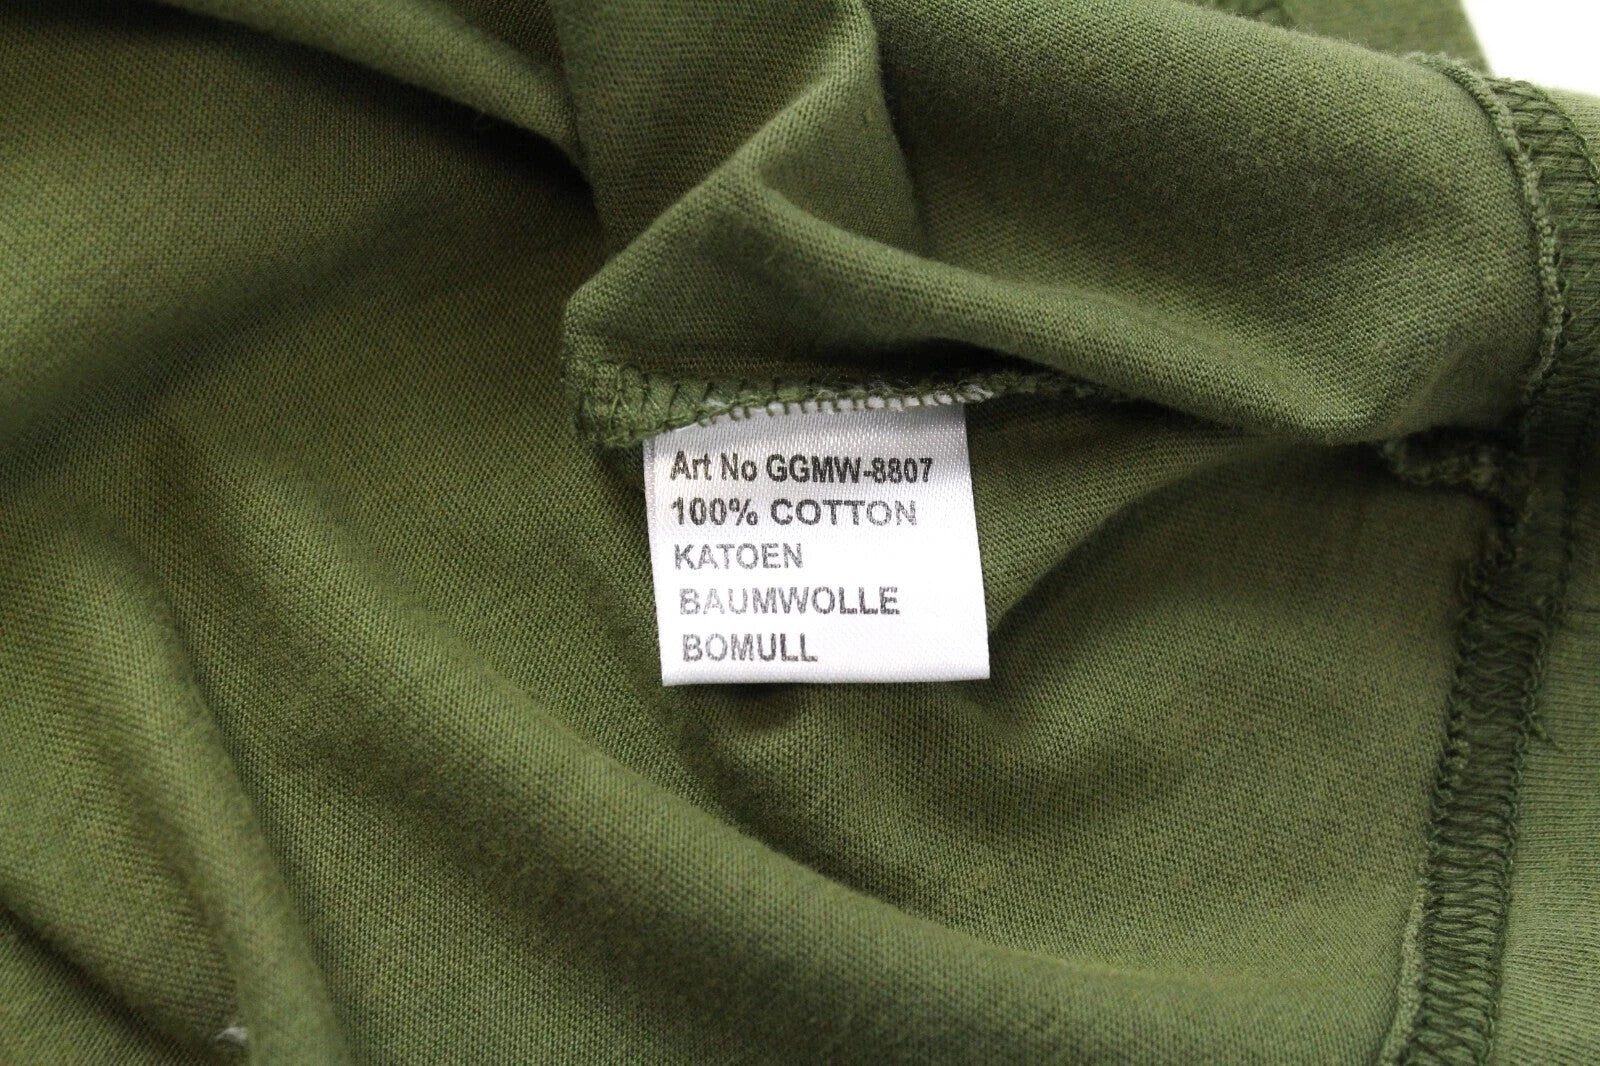 Art No GGMW-8807
100% COTTON
KATOEN
BAUMWOLLE
BOMULL